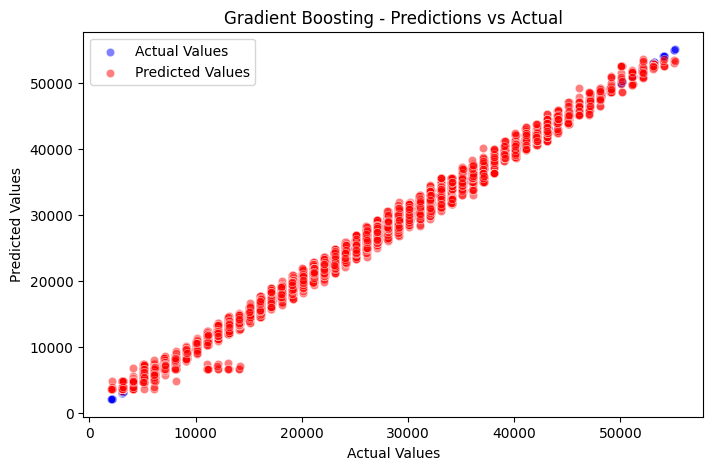 Gradient Boosting - Predictions vs Actual
Actual Values
Predicted Values
50000
40000
30000
20000
10000
0
Predicted Values
0 10000 20000 30000 40000 50000
Actual Values